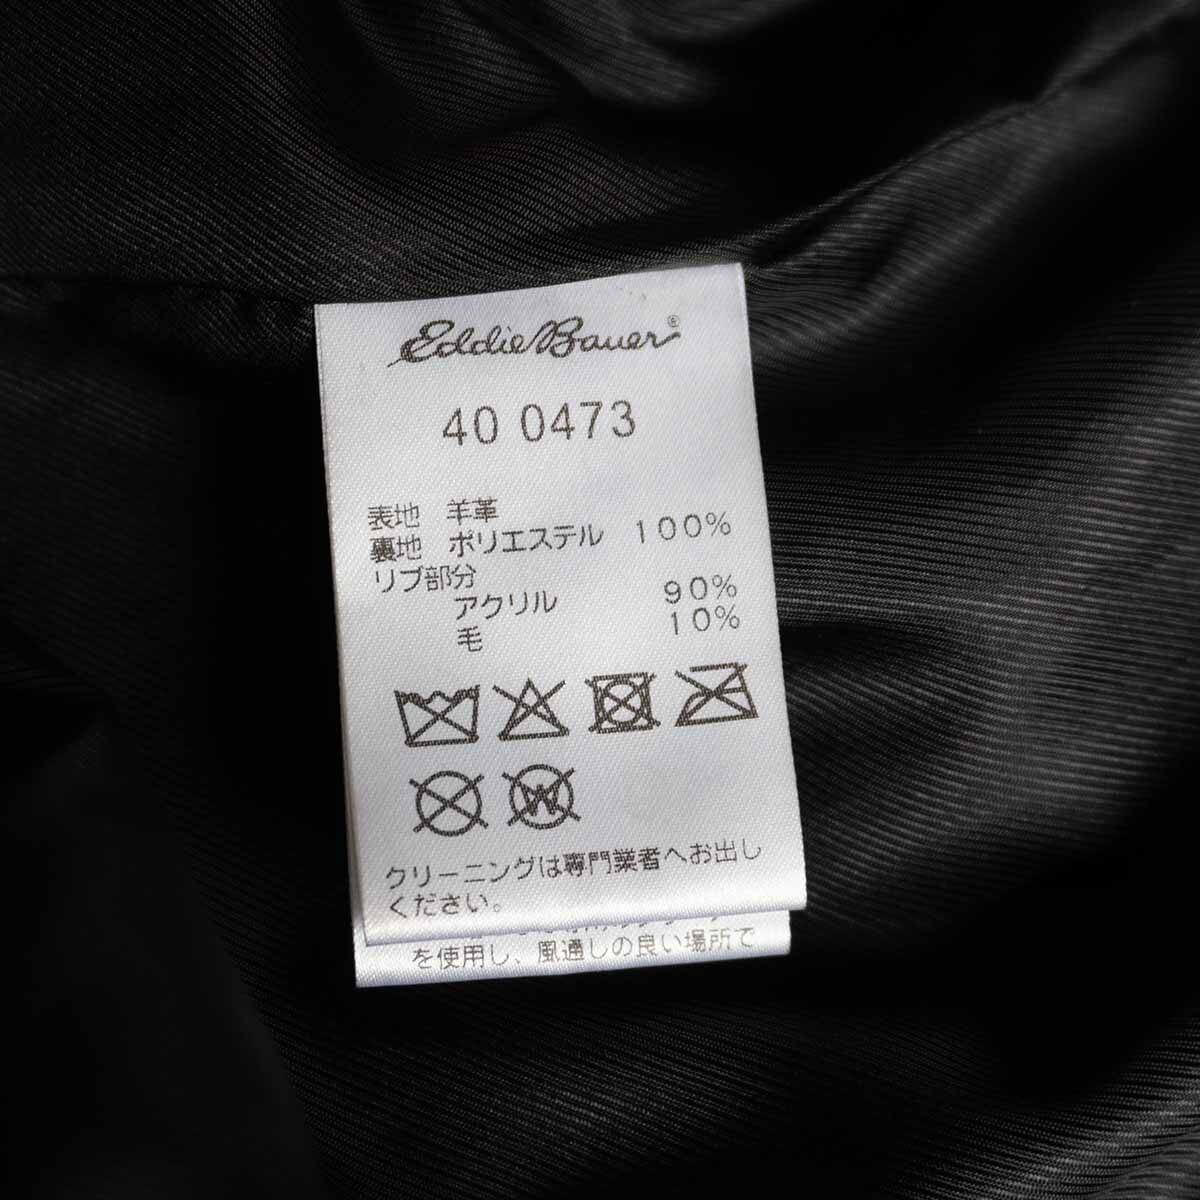 Eddie Bauer®
40 0473
表地 羊革
裏地 ポリエステル 100%
リブ部分
アクリル 90%
毛 10%
W
クリーニングは専門業者へお出し
ください。
を使用し、風通しの良い場所で